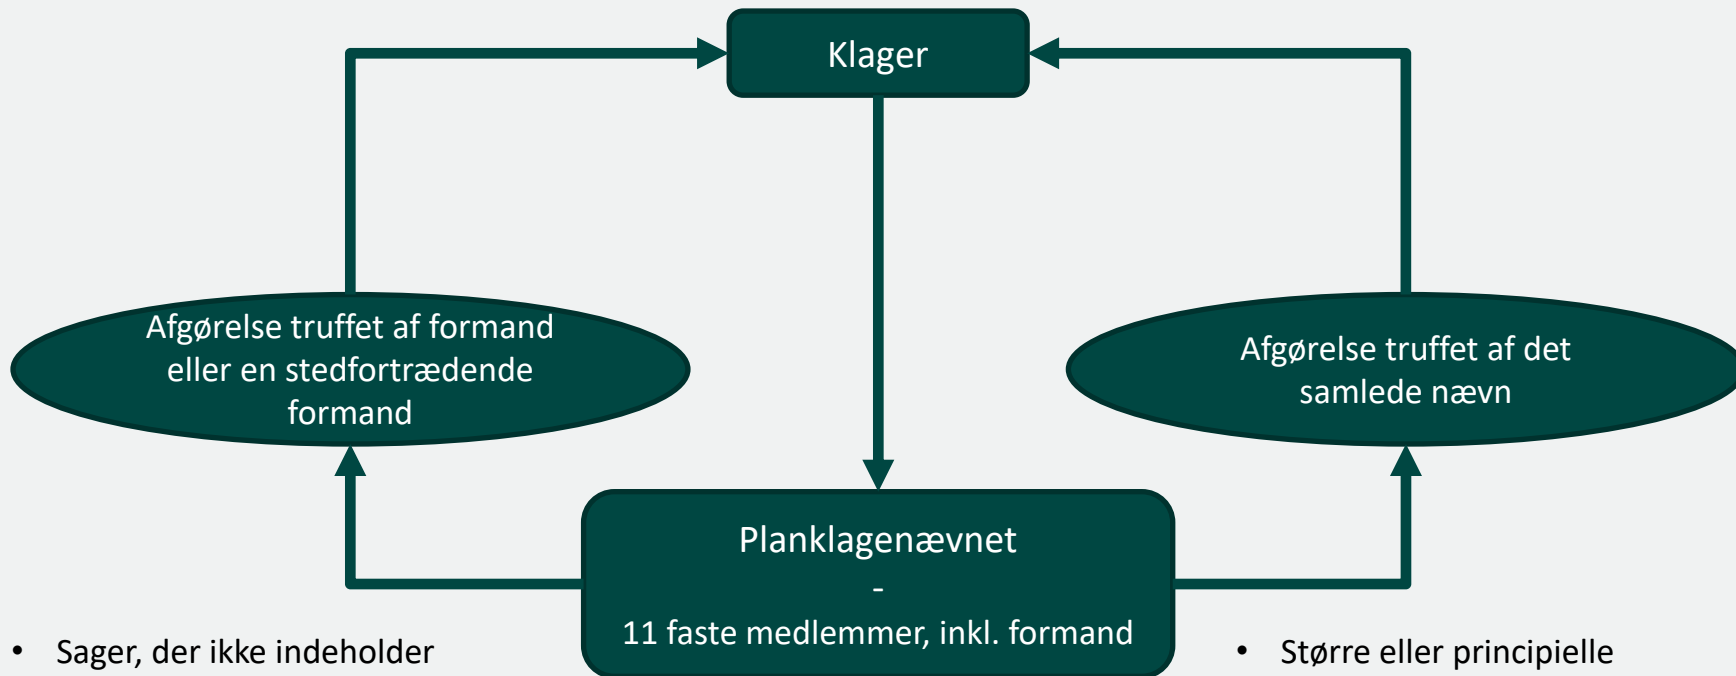 Klager
Afgørelse truffet af formand
eller en stedfortrædende
formand
Afgørelse truffet af det
samlede nævn
Planklagenævnet
-
11 faste medlemmer, inkl. formand
• Sager, der ikke indeholder
• Større eller principielle